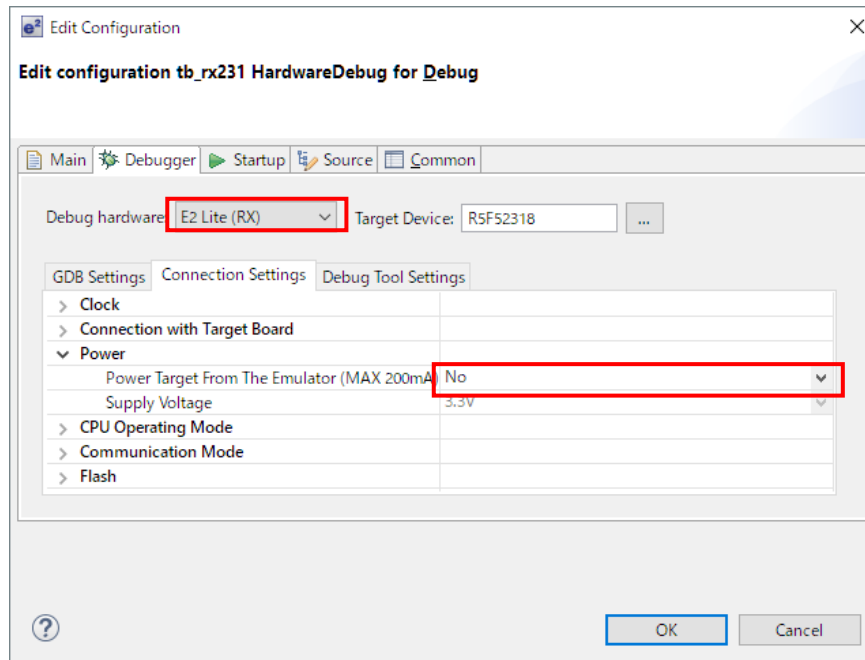 e² Edit Configuration
Edit configuration tb_rx231 HardwareDebug for Debug
Main Debugger Startup Source Common
Debug hardware: E2 Lite (RX) Target Device: R5F52318 ...
GDB Settings Connection Settings Debug Tool Settings
Clock
Connection with Target Board
Power
Power Target From The Emulator (MAX 200mA) No
Supply Voltage 3.3V
CPU Operating Mode
Communication Mode
Flash
? OK Cancel